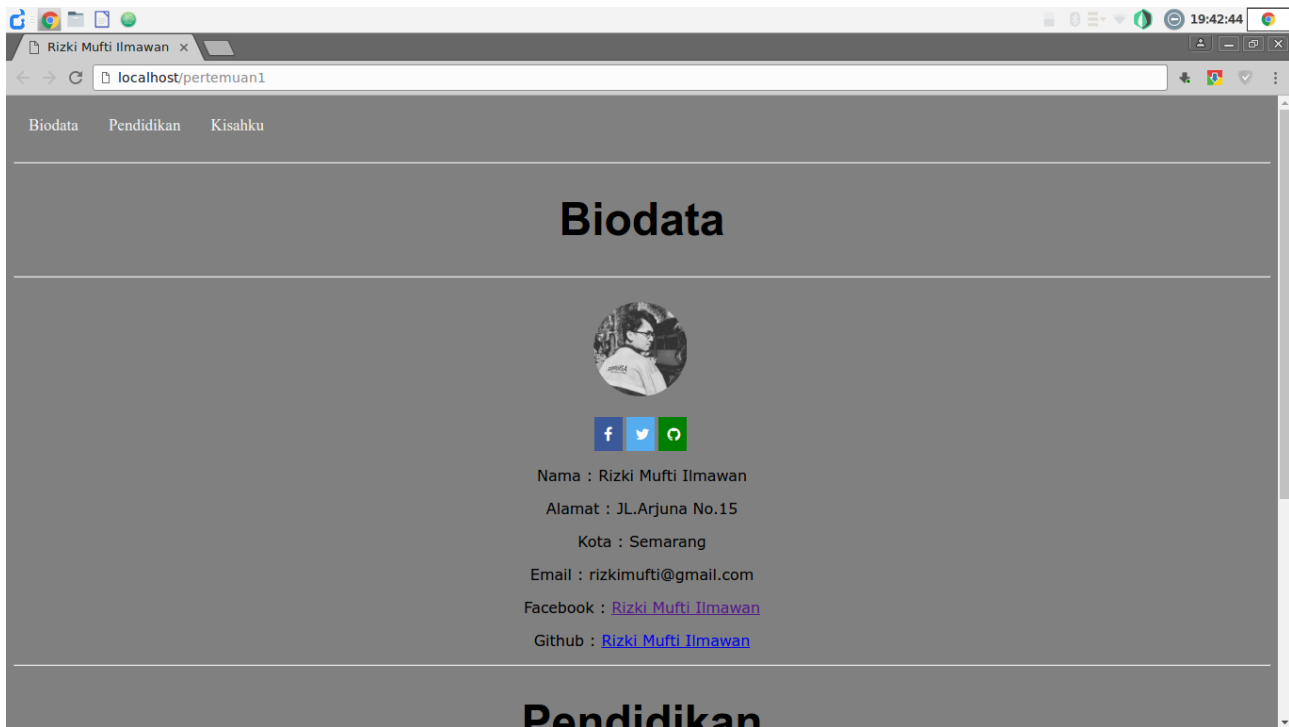 19:42:44
Rizki Mufti Ilmawan
localhost/pertemuan1
Biodata Pendidikan Kisahku
Biodata
Nama : Rizki Mufti Ilmawan
Alamat : JL.Arjuna No.15
Kota : Semarang
Email : rizkimufti@gmail.com
Facebook : Rizki Mufti Ilmawan
Github : Rizki Mufti Ilmawan
Pendidikan